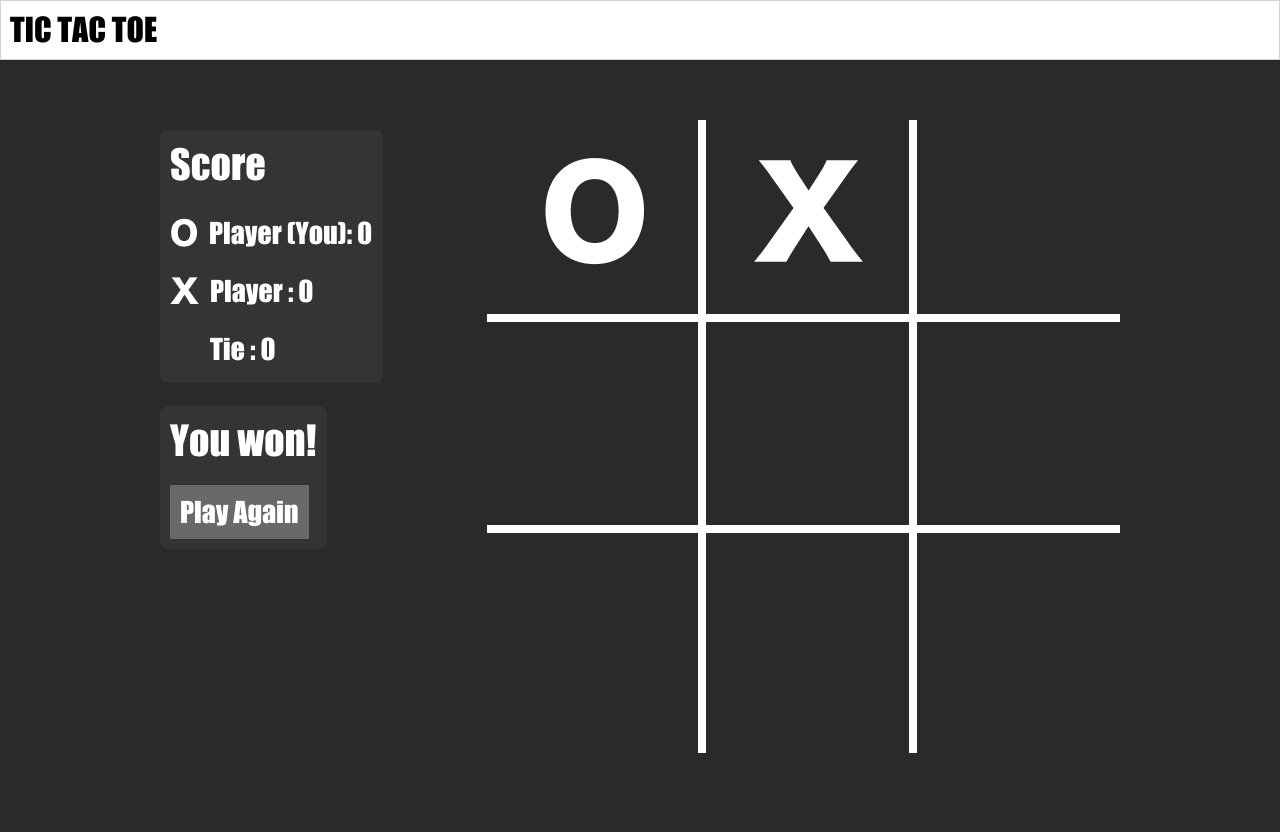 TIC TAC TOE
Score
O Player (You): 0
X Player : 0
Tie : 0
You won!
Play Again
O X